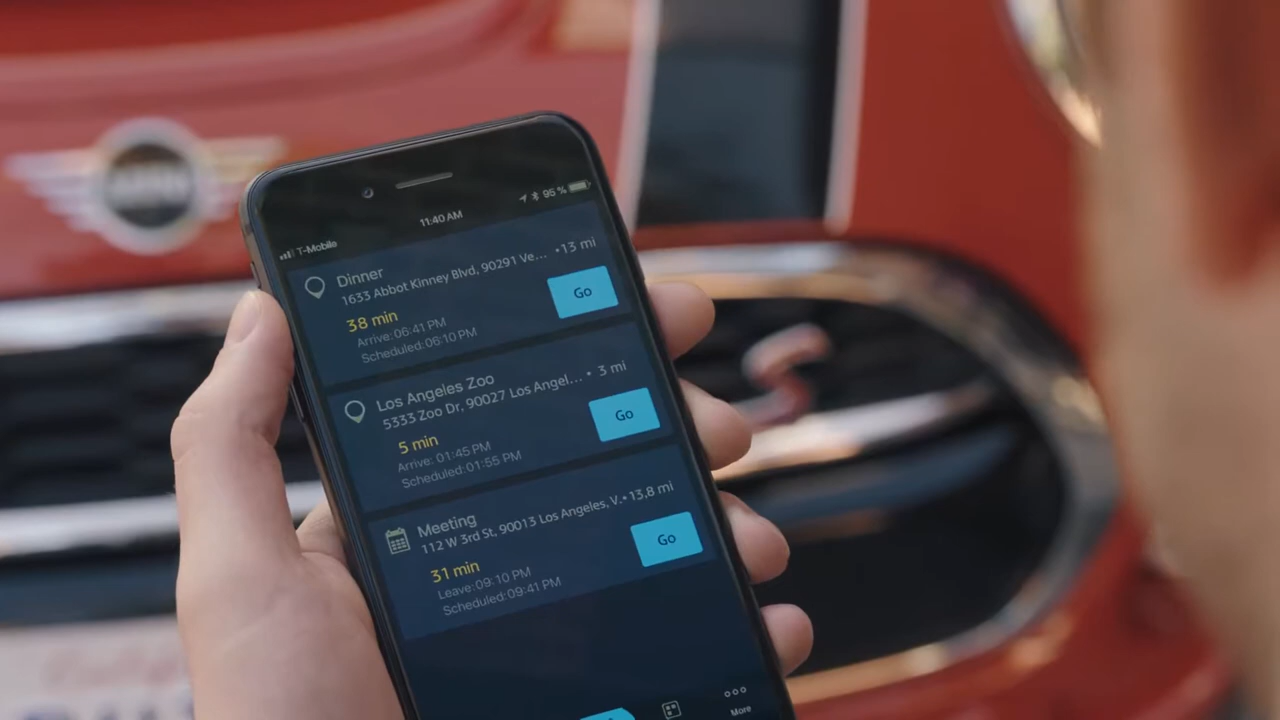 T-Mobile
11:40 AM
95 %
Dinner
1633 Abbot Kinney Blvd, 90291 Ve... •13 mi
38 min
Go
Arrive:06:41 PM
Scheduled:06:10 PM
Los Angeles Zoo
5333 Zoo Dr, 90027 Los Angel... • 3 mi
5 min
Go
Arrive: 01:45 PM
Scheduled:01:55 PM
Meeting
112 W 3rd St, 90013 Los Angeles, V.•13,8 mi
31 min
Go
Leave:09:10 PM
Scheduled:09:41 PM
More
S